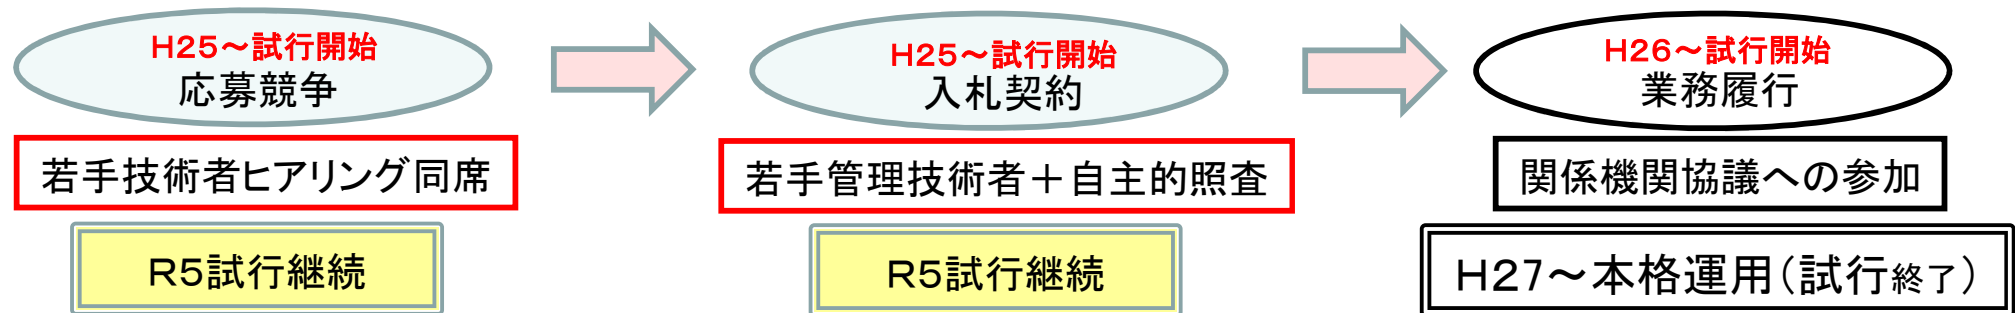 H25~試行開始
応募競争
若手技術者ヒアリング同席
R5試行継続
H25~試行開始
入札契約
若手管理技術者+自主的照査
R5試行継続
H26~試行開始
業務履行
関係機関協議への参加
H27~本格運用(試行終了)